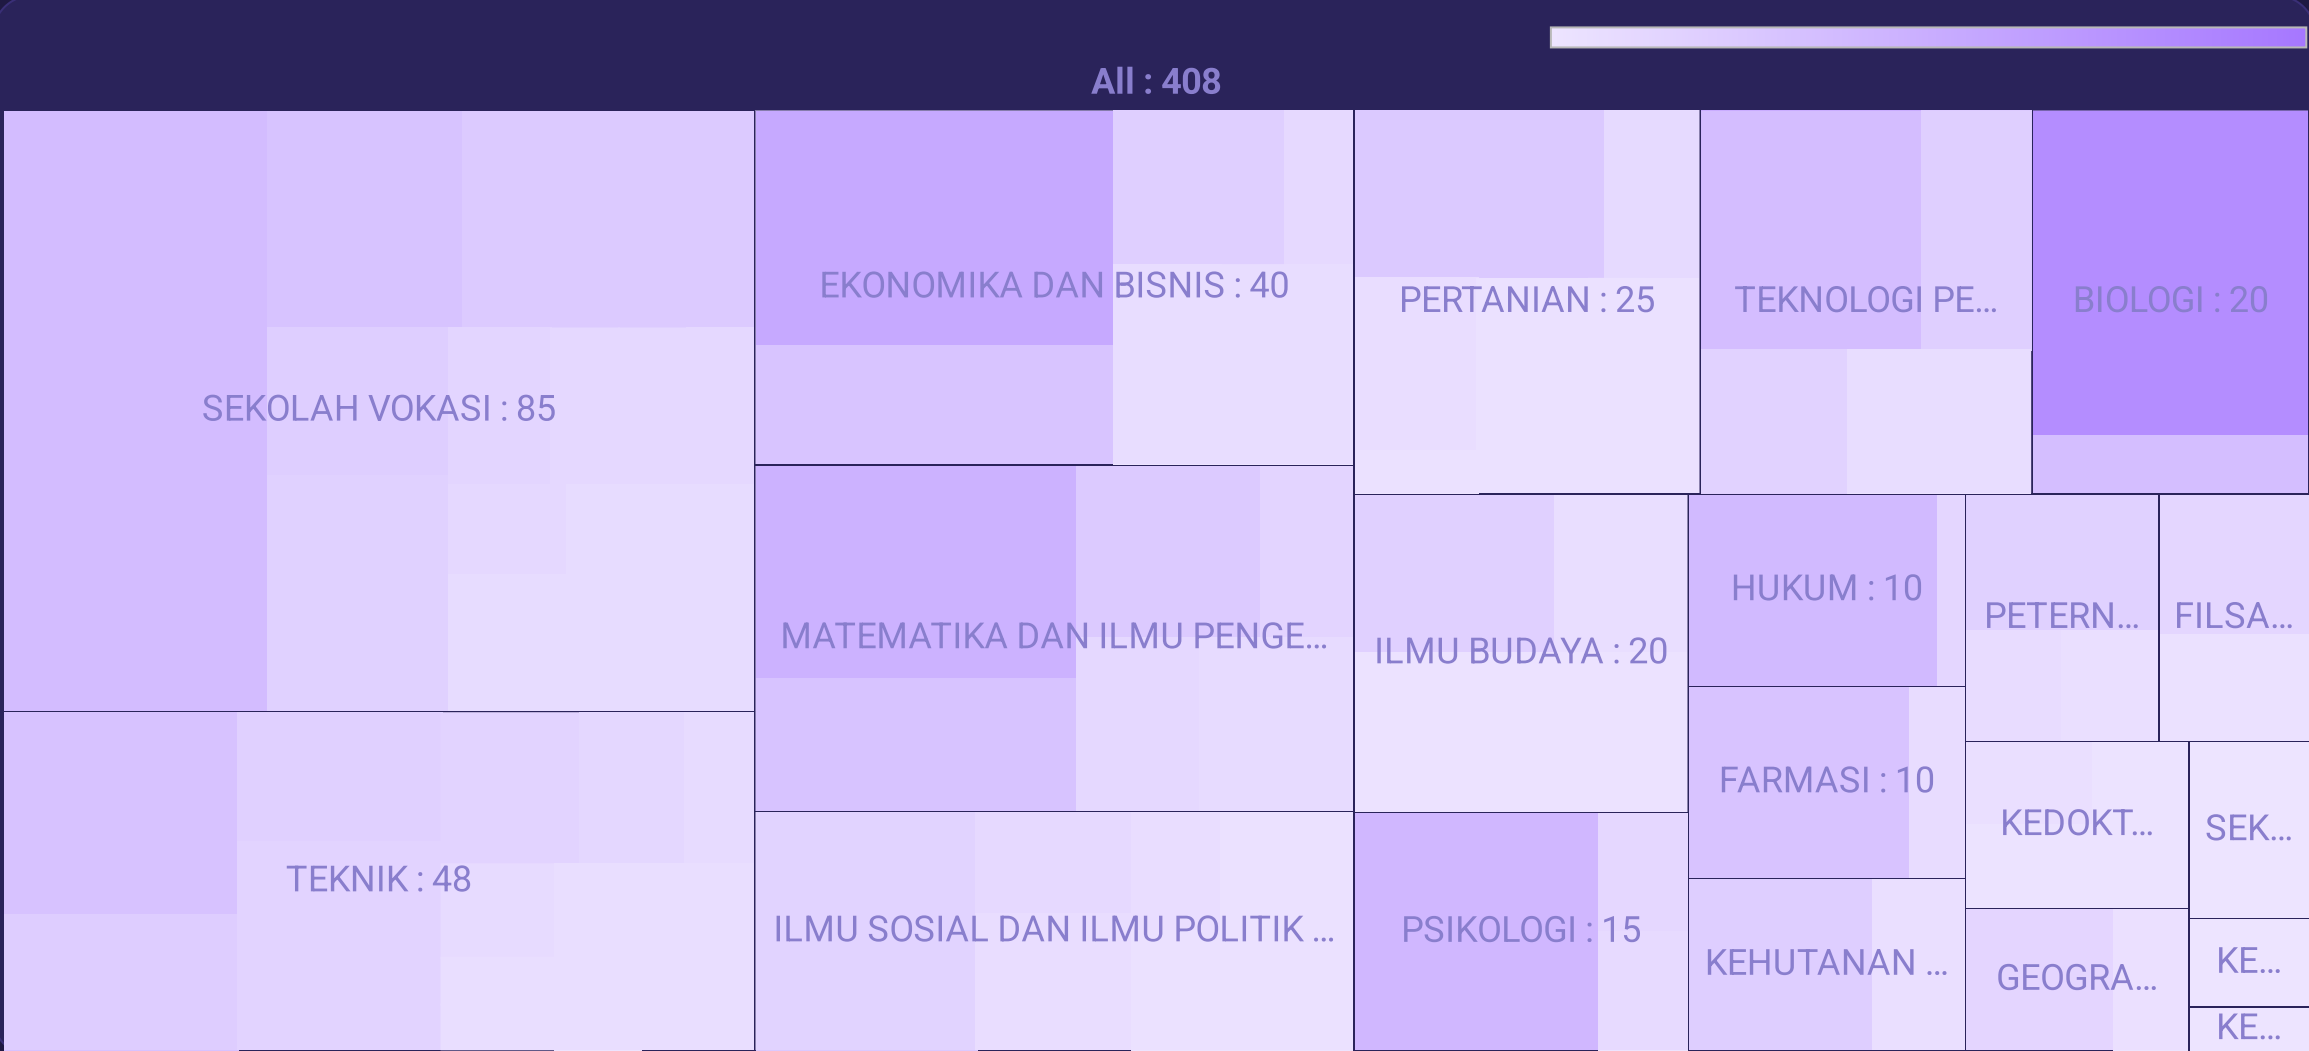 All : 408
SEKOLAH VOKASI : 85
TEKNIK : 48
EKONOMIKA DAN BISNIS : 40
MATEMATIKA DAN ILMU PENGE...
ILMU SOSIAL DAN ILMU POLITIK ...
PERTANIAN : 25
TEKNOLOGI PE...
BIOLOGI : 20
ILMU BUDAYA : 20
PSIKOLOGI : 15
HUKUM : 10
FARMASI : 10
KEHUTANAN ...
PETERN...
FILSA...
KEDOKT...
SEK...
GEOGRA...
KE...
KE...